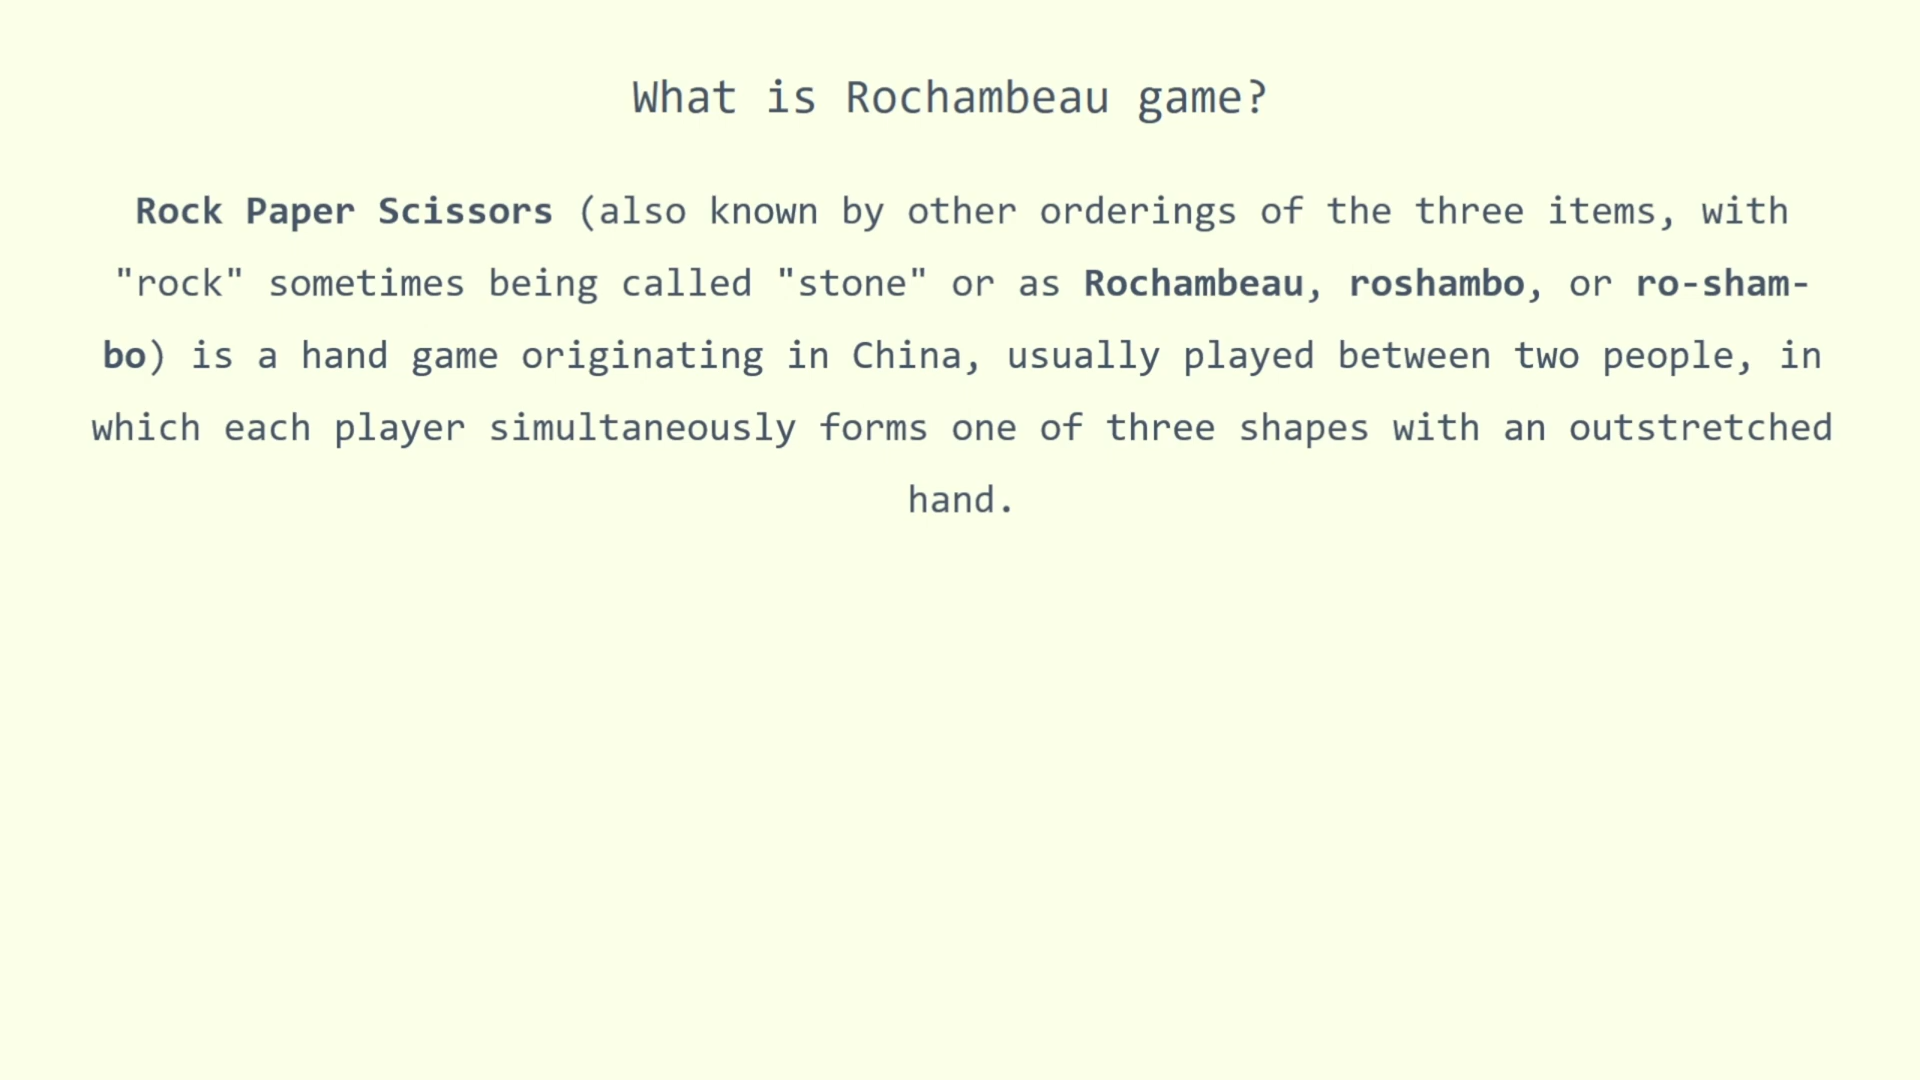 What is Rochambeau game?
Rock Paper Scissors (also known by other orderings of the three items, with
"rock" sometimes being called "stone" or as Rochambeau, roshambo, or ro-sham-
bo) is a hand game originating in China, usually played between two people, in
which each player simultaneously forms one of three shapes with an outstretched
hand.